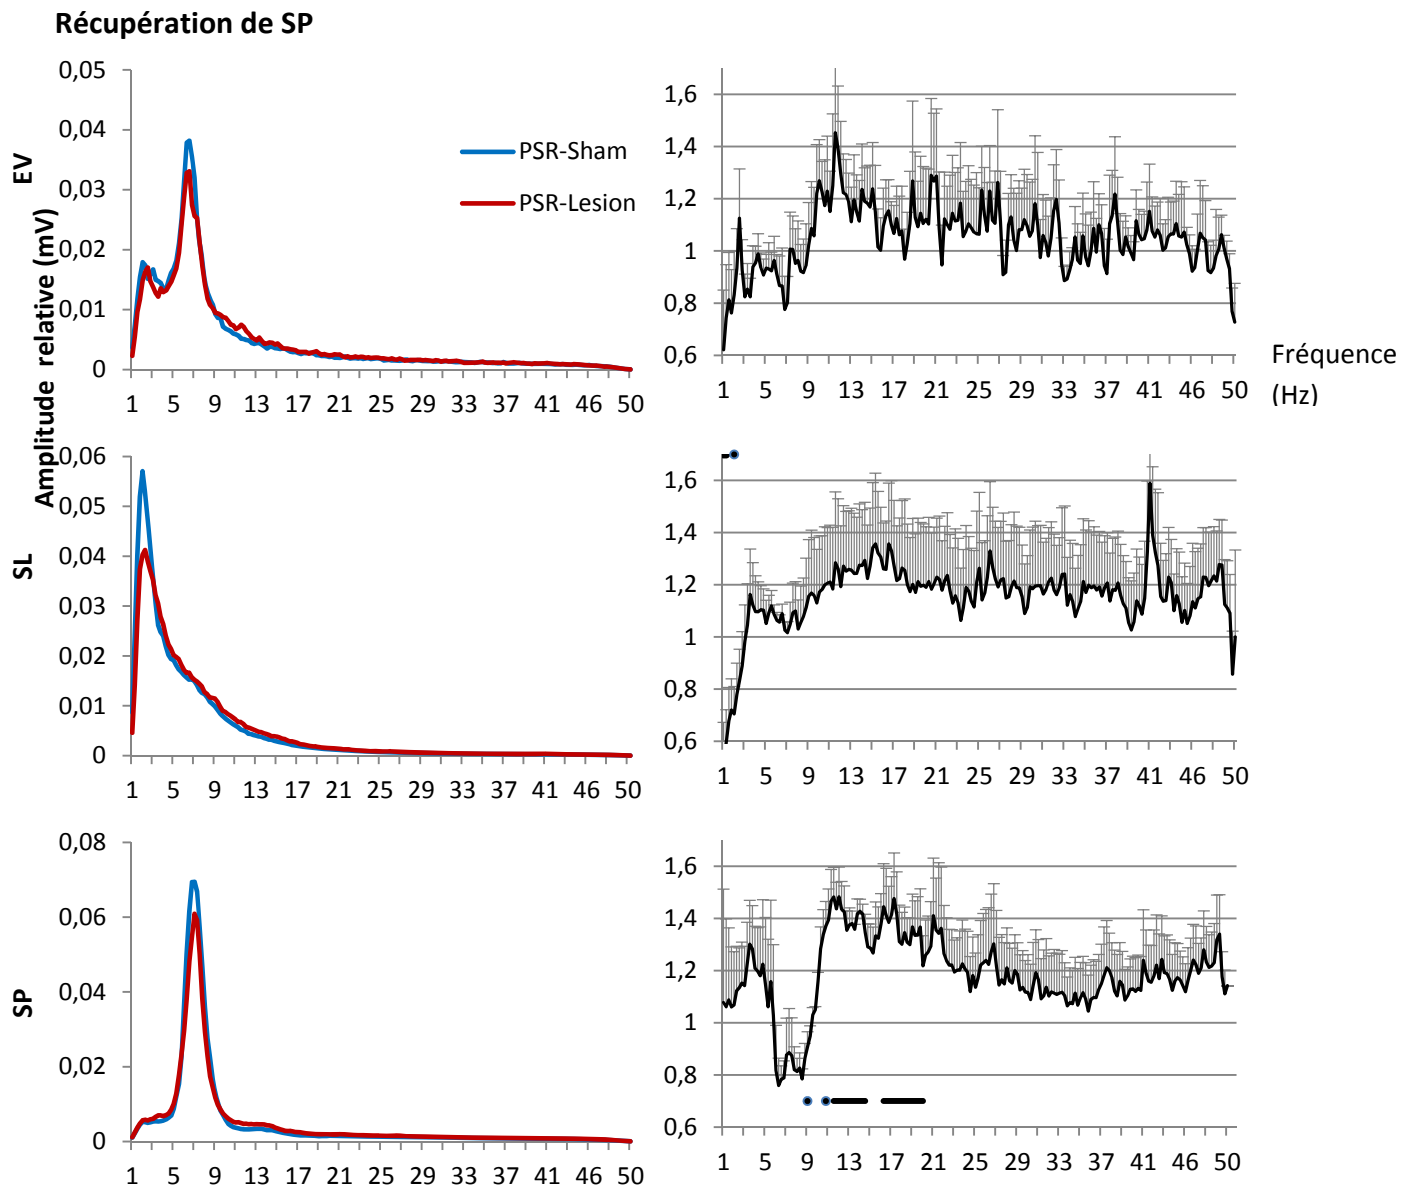 Récupération de SP
EV
SL
SP
Amplitude relative (mV)
0,05
0,04
0,03
0,02
0,01
0
1 5 9 13 17 21 25 29 33 37 41 46 50
PSR-Sham
PSR-Lesion
1,6
1,4
1,2
1
0,8
0,6
1 5 9 13 17 21 25 29 33 37 41 46 50
Fréquence
(Hz)
0,06
0,05
0,04
0,03
0,02
0,01
0
1 5 9 13 17 21 25 29 33 37 41 46 50
1,6
1,4
1,2
1
0,8
0,6
1 5 9 13 17 21 25 29 33 37 41 46 50
0,08
0,06
0,04
0,02
0
1 5 9 13 17 21 25 29 33 37 41 46 50
1,6
1,4
1,2
1
0,8
0,6
1 5 9 13 17 21 25 29 33 37 41 46 50